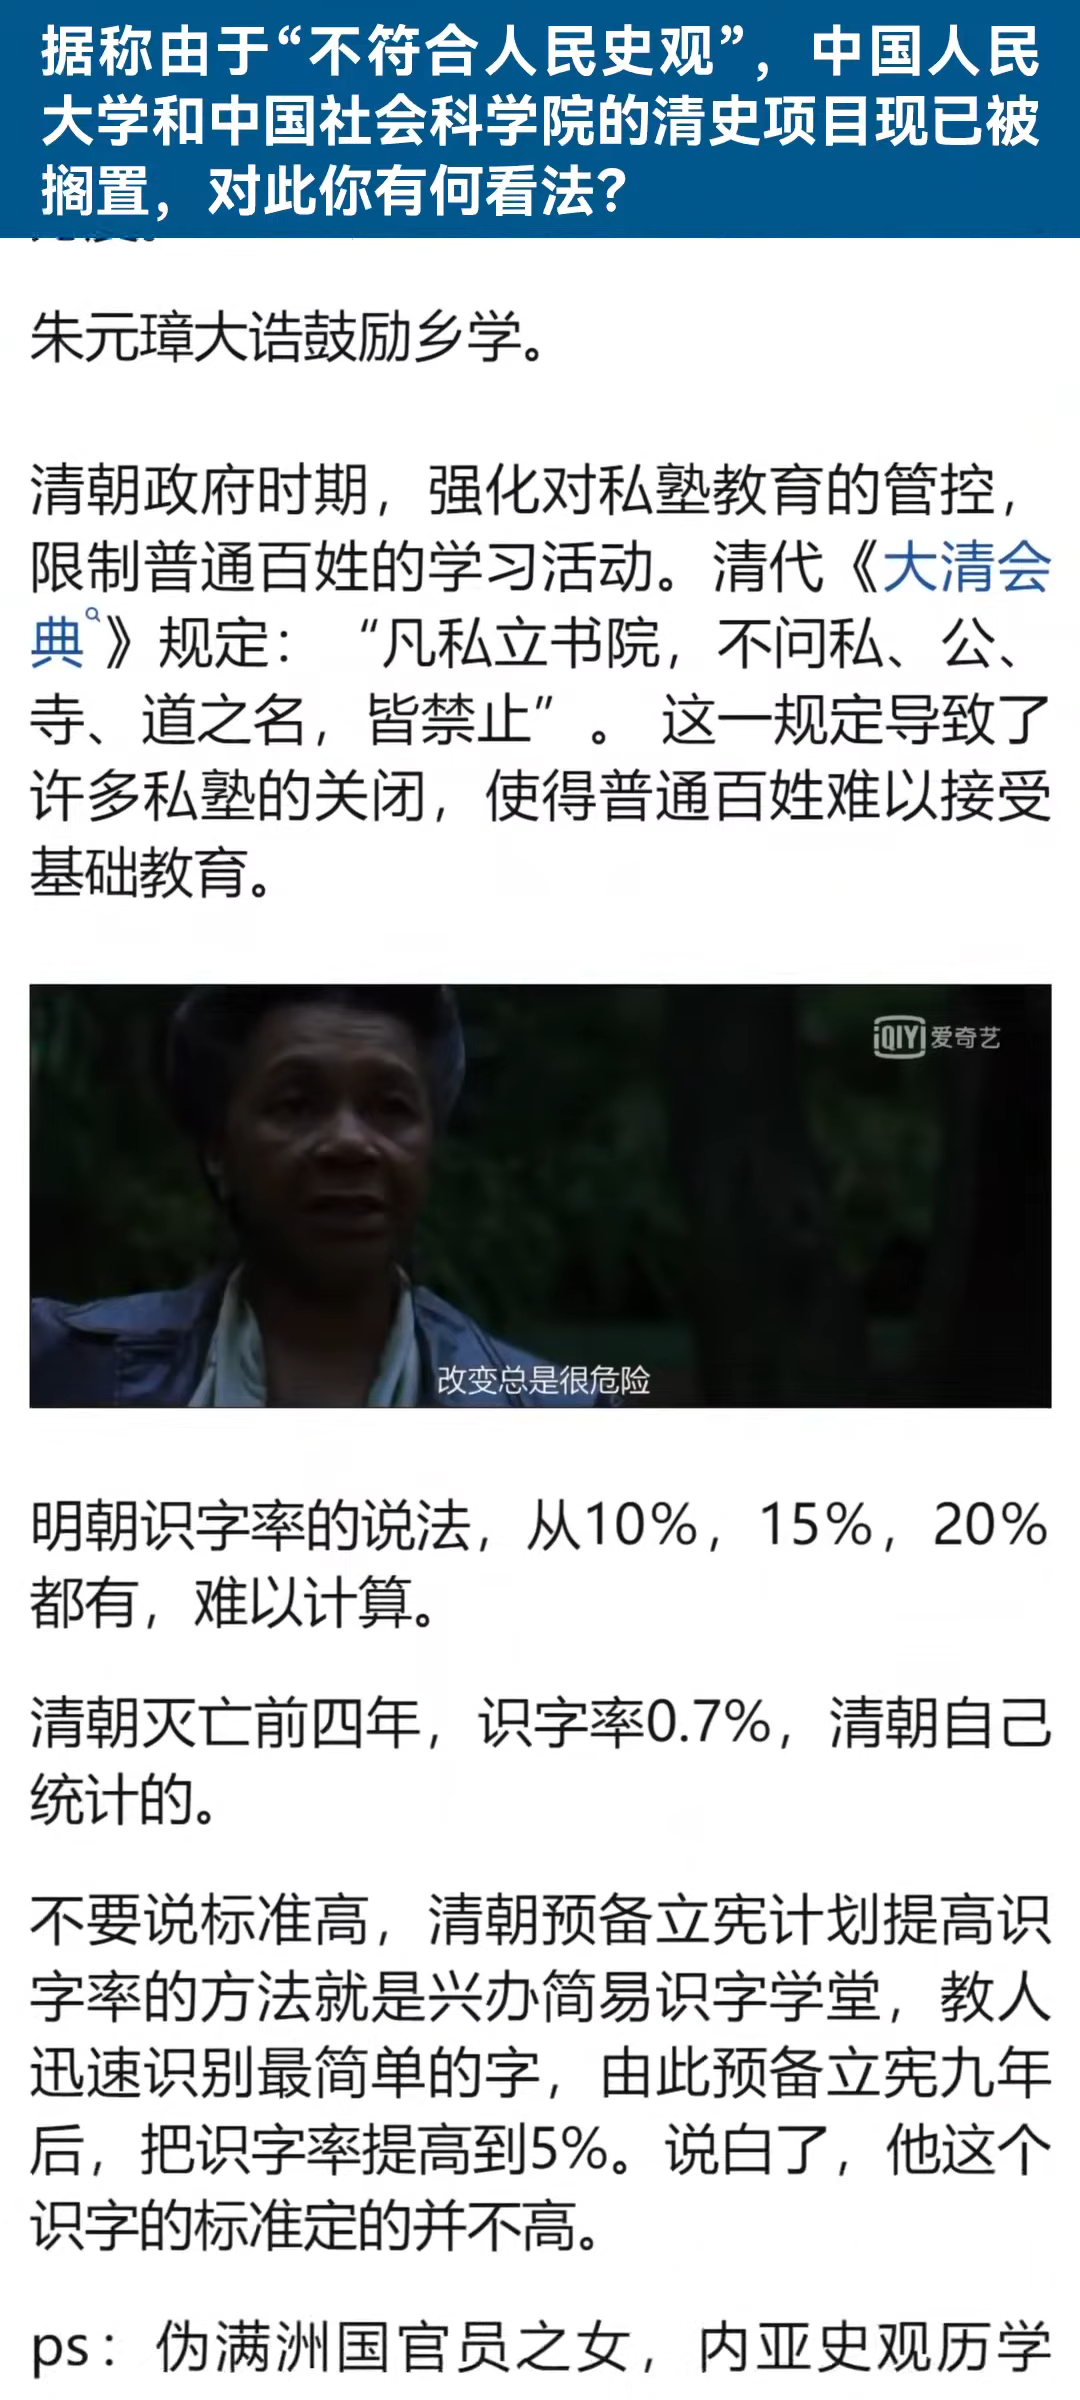 据称由于“不符合人民史观”，中国人民
大学和中国社会科学院的清史项目现已被
搁置，对此你有何看法？
朱元璋大诰鼓励乡学。
清朝政府时期，强化对私塾教育的管控，
限制普通百姓的学习活动。清代《大清会
典》规定：“凡私立书院，不问私、公、
寺、道之名，皆禁止”。这一规定导致了
许多私塾的关闭，使得普通百姓难以接受
基础教育。
iQIYI 爱奇艺
改变总是很危险
明朝识字率的说法，从10%，15%，20%
都有，难以计算。
清朝灭亡前四年，识字率0.7%，清朝自己
统计的。
不要说标准高，清朝预备立宪计划提高识
字率的方法就是兴办简易识字学堂，教人
迅速识别最简单的字，由此预备立宪九年
后，把识字率提高到5%。说白了，他这个
识字的标准定的并不高。
ps：伪满洲国官员之女，内亚史观历学